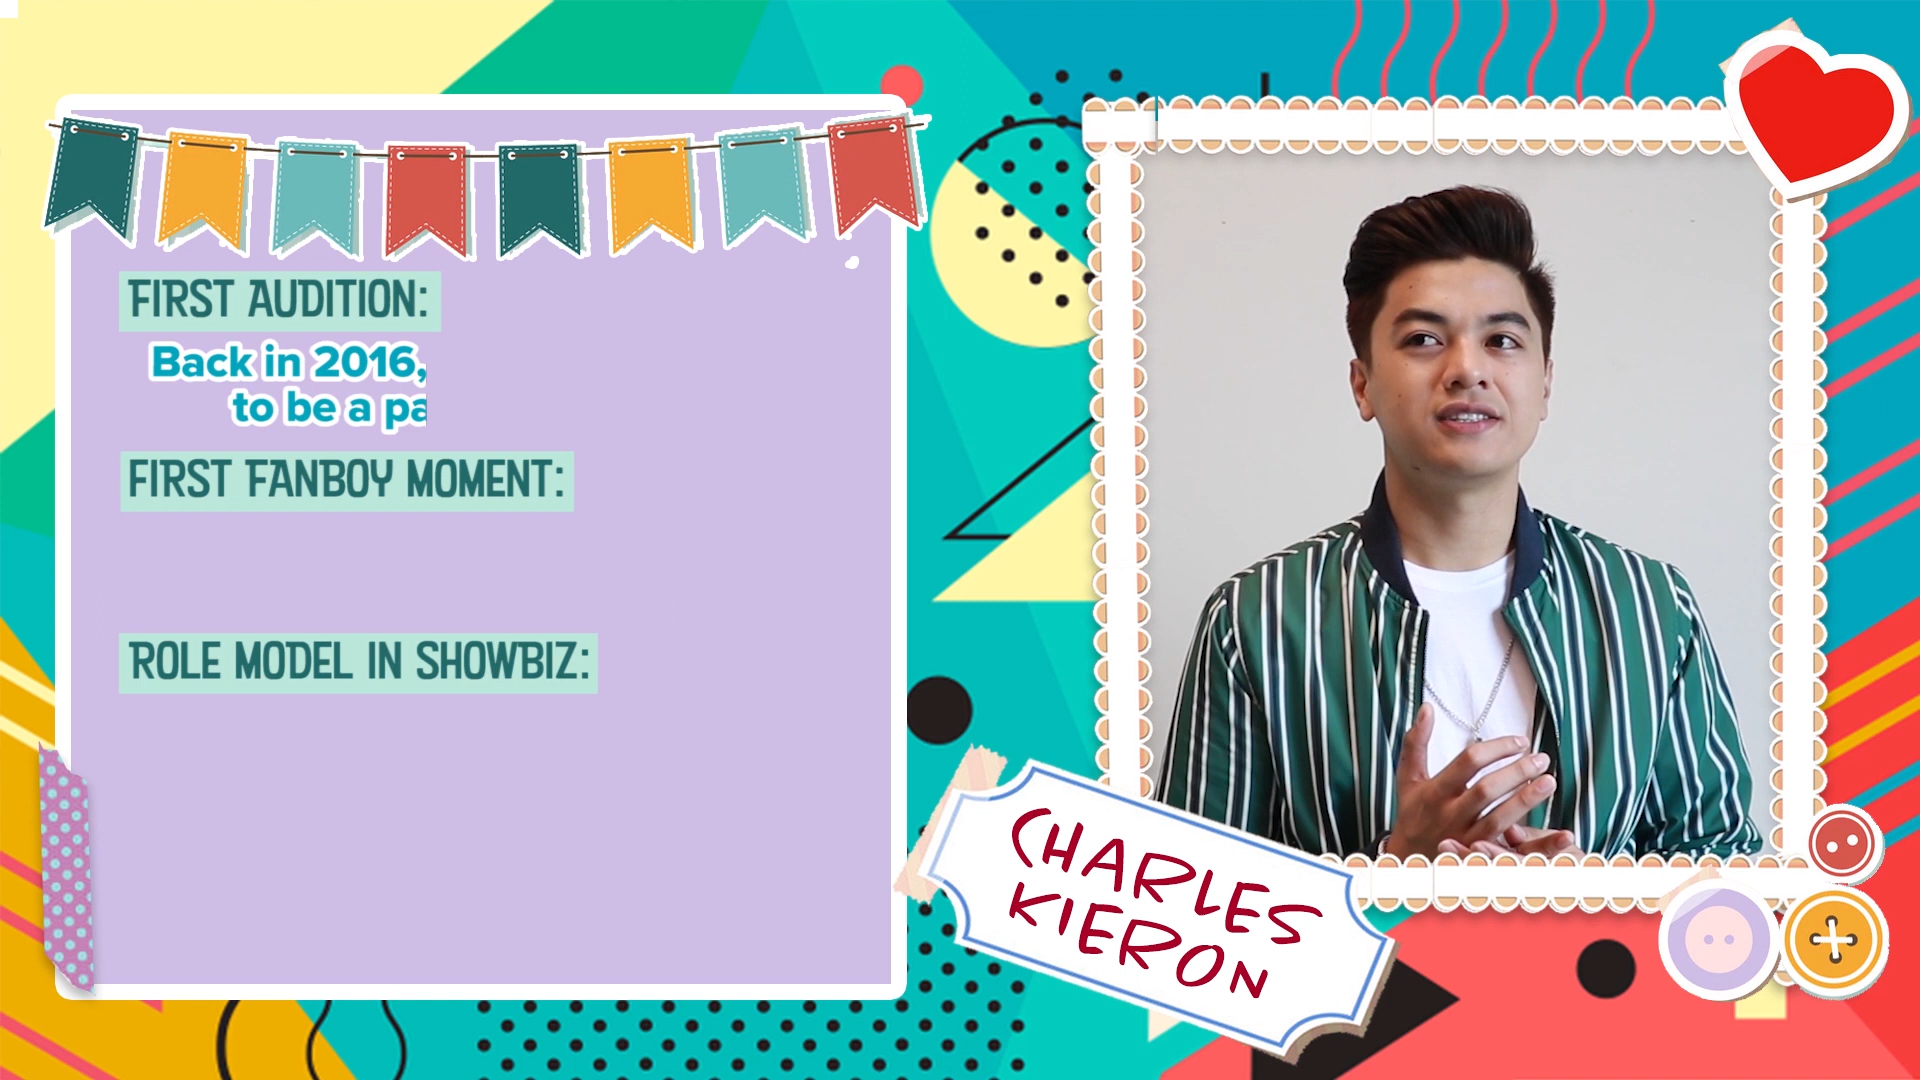 FIRST AUDITION:
Back in 2016,
to be a pa
FIRST FANBOY MOMENT:
ROLE MODEL IN SHOWBIZ:
CHARLES
KIERON